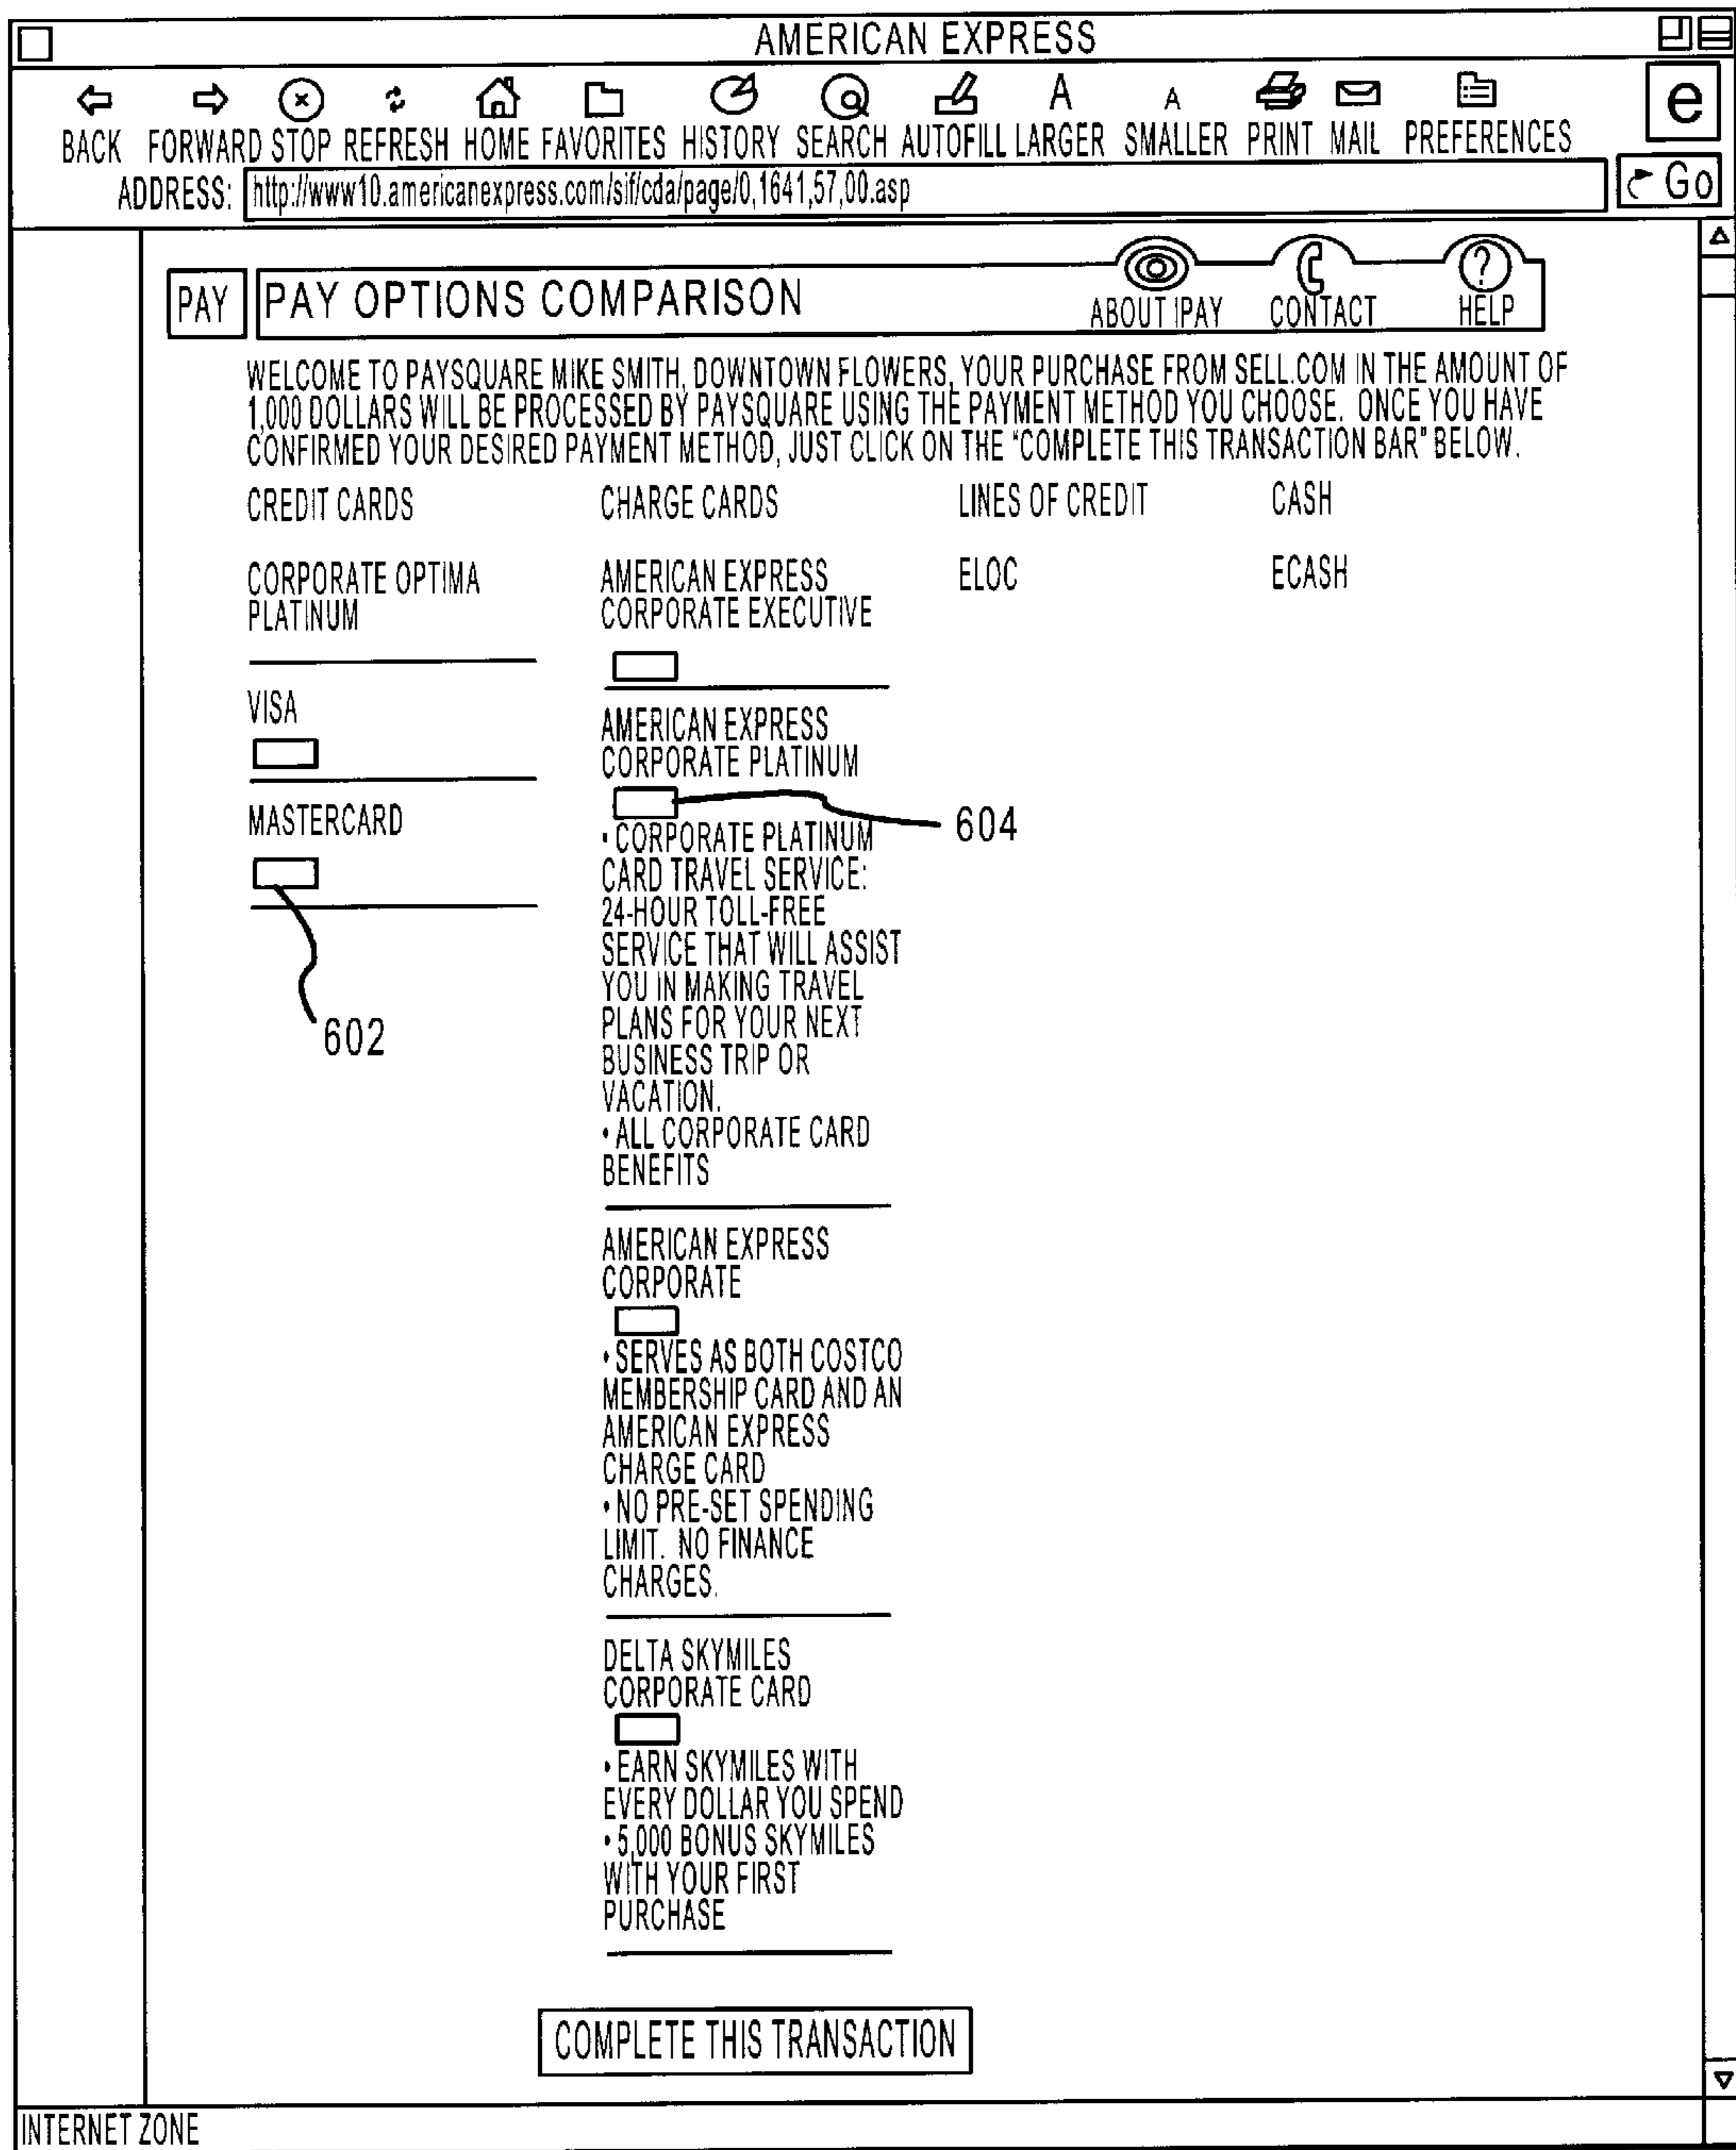 AMERICAN EXPRESS
BACK FORWARD STOP REFRESH HOME FAVORITES HISTORY SEARCH AUTOFILL LARGER SMALLER PRINT MAIL PREFERENCES
A A e
ADDRESS: http://www10.americanexpress.com/sif/cda/page/0,1641,57,00.asp Go
PAY PAY OPTIONS COMPARISON ABOUT IPAY CONTACT ? HELP
WELCOME TO PAYSQUARE MIKE SMITH, DOWNTOWN FLOWERS, YOUR PURCHASE FROM SELL.COM IN THE AMOUNT OF
1,000 DOLLARS WILL BE PROCESSED BY PAYSQUARE USING THE PAYMENT METHOD YOU CHOOSE. ONCE YOU HAVE
CONFIRMED YOUR DESIRED PAYMENT METHOD, JUST CLICK ON THE "COMPLETE THIS TRANSACTION BAR" BELOW.
CREDIT CARDS
CORPORATE OPTIMA
PLATINUM
VISA
MASTERCARD
602
CHARGE CARDS
AMERICAN EXPRESS
CORPORATE EXECUTIVE
AMERICAN EXPRESS
CORPORATE PLATINUM
604
• CORPORATE PLATINUM
CARD TRAVEL SERVICE:
24-HOUR TOLL-FREE
SERVICE THAT WILL ASSIST
YOU IN MAKING TRAVEL
PLANS FOR YOUR NEXT
BUSINESS TRIP OR
VACATION.
• ALL CORPORATE CARD
BENEFITS
AMERICAN EXPRESS
CORPORATE
• SERVES AS BOTH COSTCO
MEMBERSHIP CARD AND AN
AMERICAN EXPRESS
CHARGE CARD
• NO PRE-SET SPENDING
LIMIT. NO FINANCE
CHARGES.
DELTA SKYMILES
CORPORATE CARD
• EARN SKYMILES WITH
EVERY DOLLAR YOU SPEND
• 5,000 BONUS SKYMILES
WITH YOUR FIRST
PURCHASE
LINES OF CREDIT
ELOC
CASH
ECASH
COMPLETE THIS TRANSACTION
INTERNET ZONE